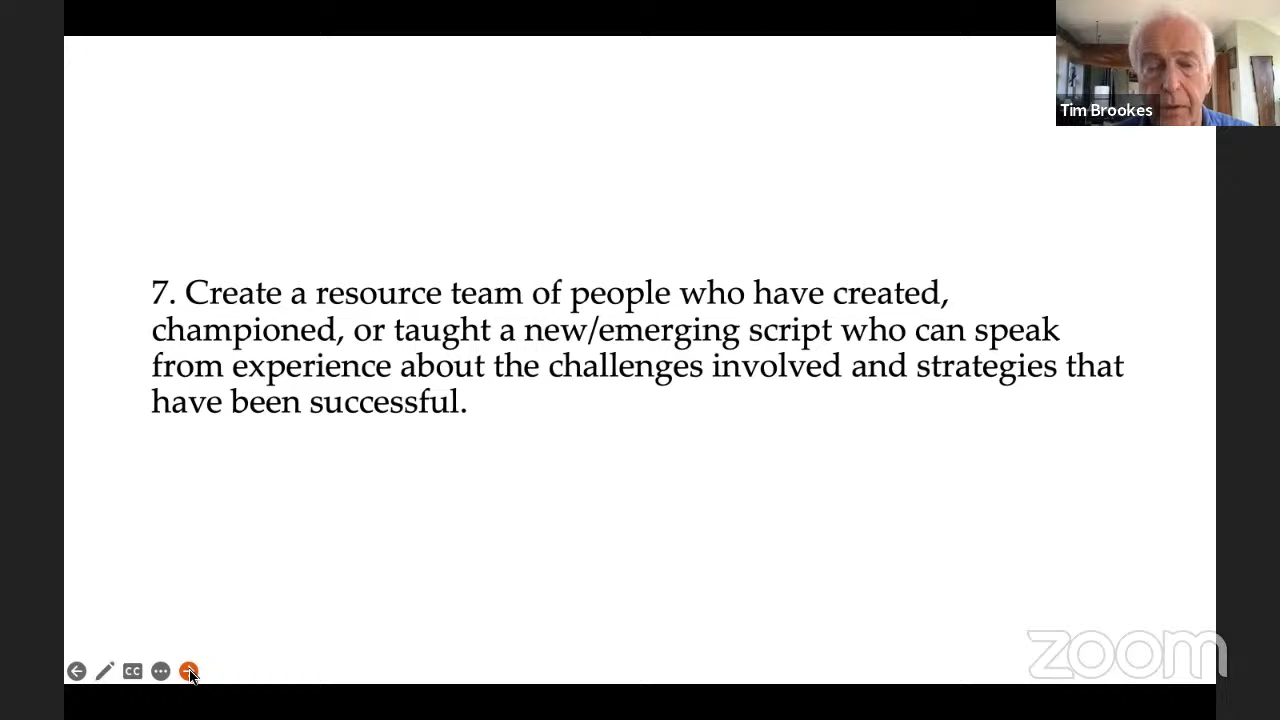 Tim Brookes
7. Create a resource team of people who have created,
championed, or taught a new/emerging script who can speak
from experience about the challenges involved and strategies that
have been successful.
CC
zoom